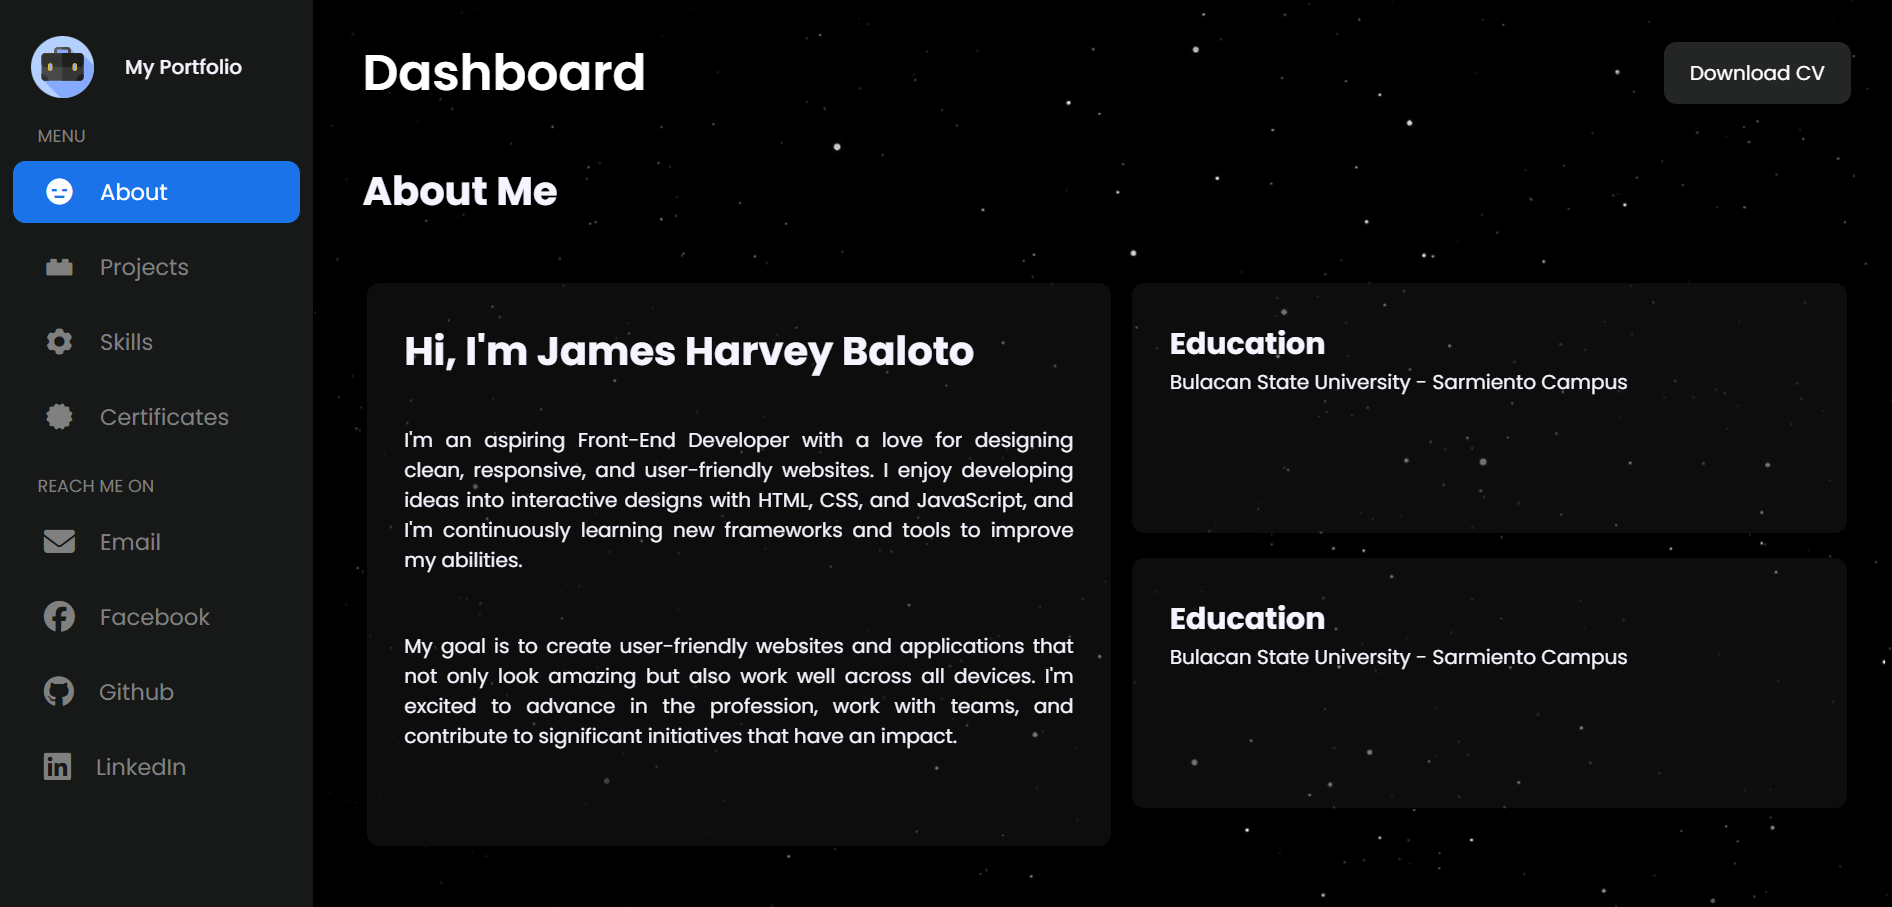 My Portfolio
MENU
About
Projects
Skills
Certificates
REACH ME ON
Email
Facebook
Github
LinkedIn
Dashboard
Download CV
About Me
Hi, I'm James Harvey Baloto
I'm an aspiring Front-End Developer with a love for designing
clean, responsive, and user-friendly websites. I enjoy developing
ideas into interactive designs with HTML, CSS, and JavaScript, and
I'm continuously learning new frameworks and tools to improve
my abilities.
My goal is to create user-friendly websites and applications that
not only look amazing but also work well across all devices. I'm
excited to advance in the profession, work with teams, and
contribute to significant initiatives that have an impact.
Education
Bulacan State University - Sarmiento Campus
Education
Bulacan State University - Sarmiento Campus